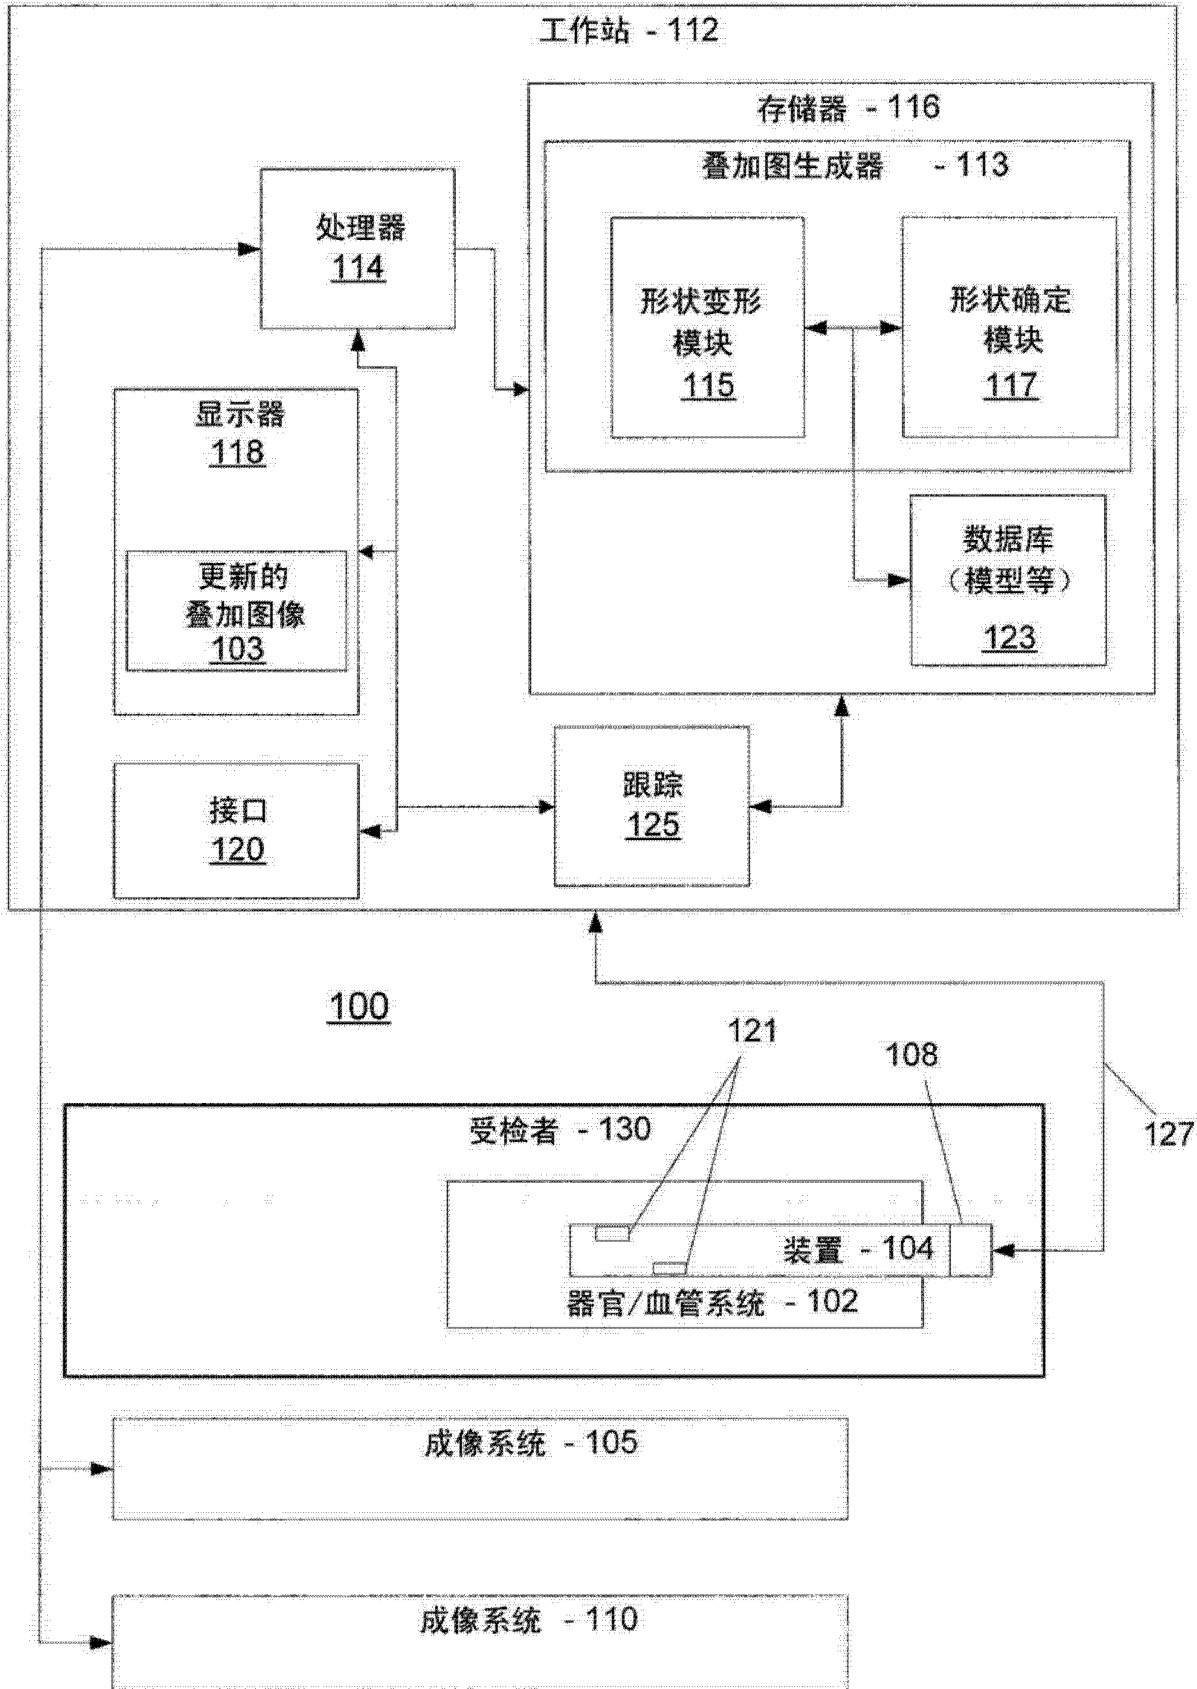 工作站 - 112
存储器 - 116
叠加图生成器 - 113
处理器
114
形状变形
模块
115
形状确定
模块
117
显示器
118
更新的
叠加图像
103
数据库
（模型等）
123
接口
120
跟踪
125
100
121
108
127
受检者 - 130
装置 - 104
器官/血管系统 - 102
成像系统 - 105
成像系统 - 110